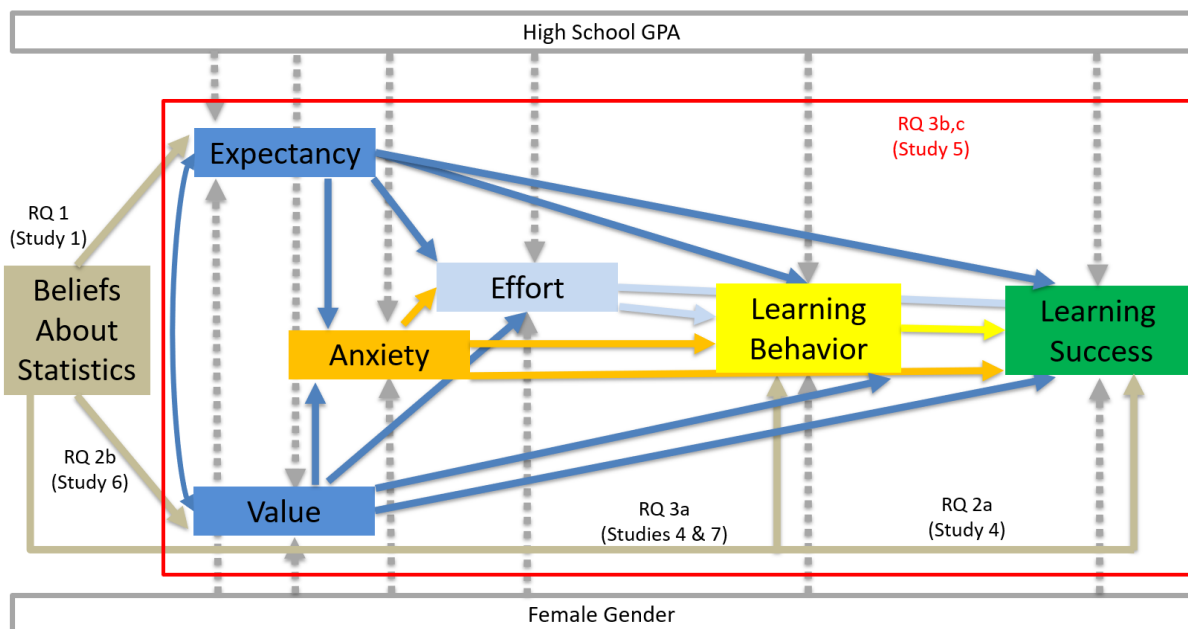 High School GPA
RQ 3b,c
(Study 5)
Expectancy
RQ 1
(Study 1)
Beliefs
About
Statistics
Effort
Learning
Behavior
Learning
Success
Anxiety
RQ 2b
(Study 6)
Value
RQ 3a
(Studies 4 & 7)
RQ 2a
(Study 4)
Female Gender